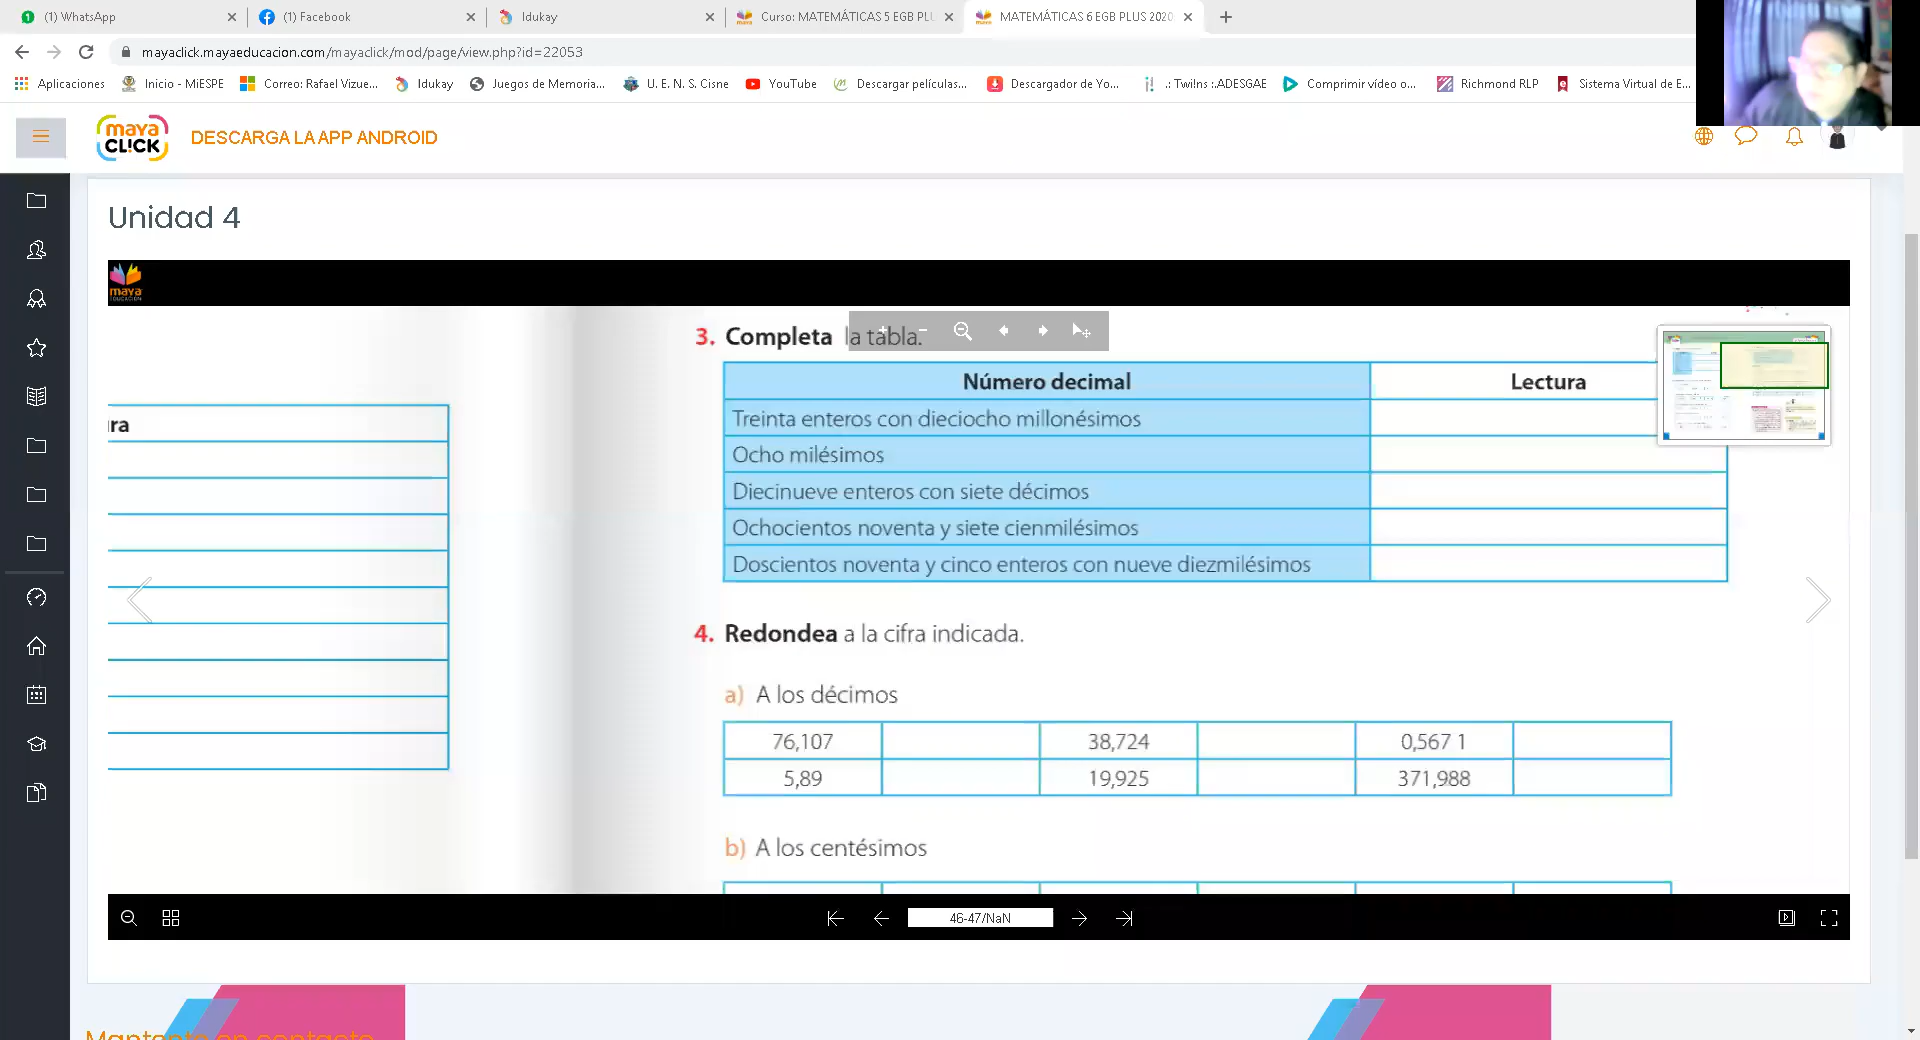 (1) WhatsApp
(1) Facebook
Idukay
Curso: MATEMÁTICAS 5 EGB PLU
MATEMÁTICAS 6 EGB PLUS 2020
mayaclick.mayaeducacion.com/mayaclick/mod/page/view.php?id=22053
Aplicaciones
Inicio - MiESPE
Correo: Rafael Vizue...
Idukay
Juegos de Memoria...
U. E. N. S. Cisne
YouTube
Descargar películas...
Descargador de Yo...
.: Twi!ns :.ADESGAE
Comprimir vídeo o...
Richmond RLP
Sistema Virtual de E...
maya
CLICK
DESCARGA LA APP ANDROID
Unidad 4
maya
EDUCACIÓN
3. Completa la tabla.
Número decimal Lectura
ra
Treinta enteros con dieciocho millonésimos
Ocho milésimos
Diecinueve enteros con siete décimos
Ochocientos noventa y siete cienmilésimos
Doscientos noventa y cinco enteros con nueve diezmilésimos
4. Redondea a la cifra indicada.
a) A los décimos
76,107 38,724 0,567 1
5,89 19,925 371,988
b) A los centésimos
46-47/NaN